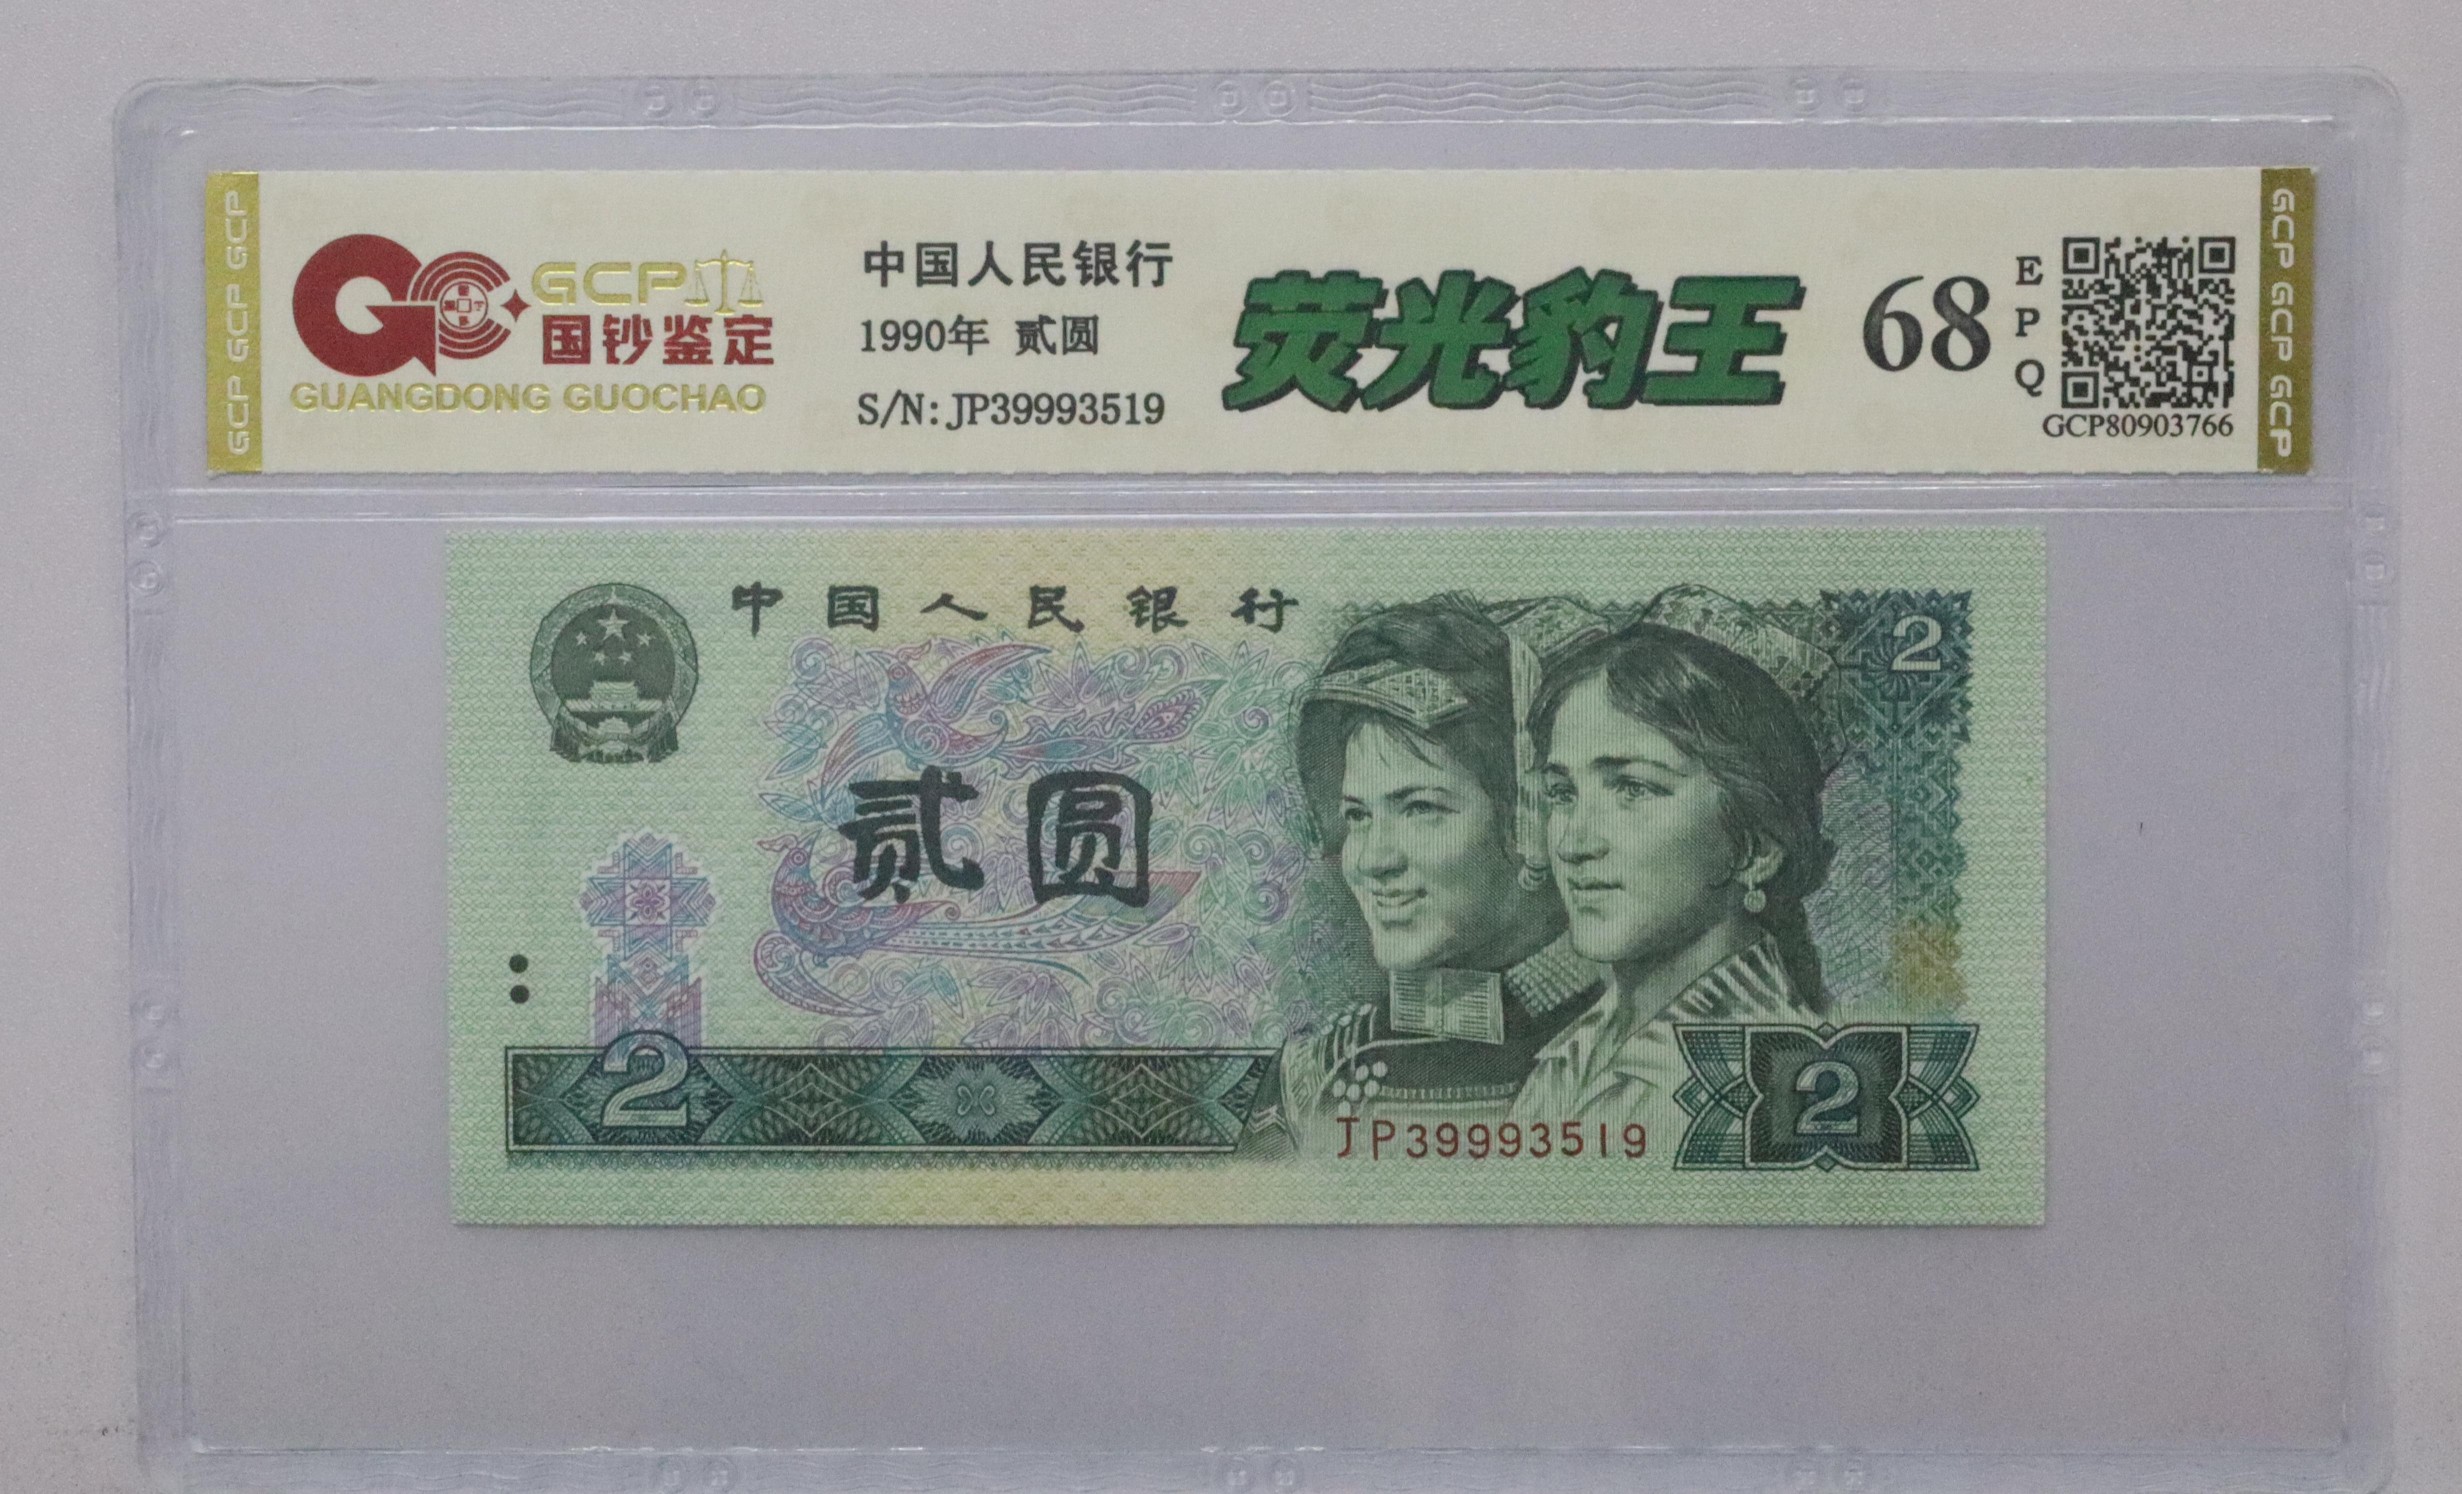 GCP GCP GCP
GCP
国钞鉴定
GUANGDONG GUOCHAO
中国人民银行
1990年 贰圆
S/N: JP39993519
荧光豹王
68
E
P
Q
GCP80903766
GCP GCP GCP
中国人民银行
2
贰圆
2
JP39993519
2